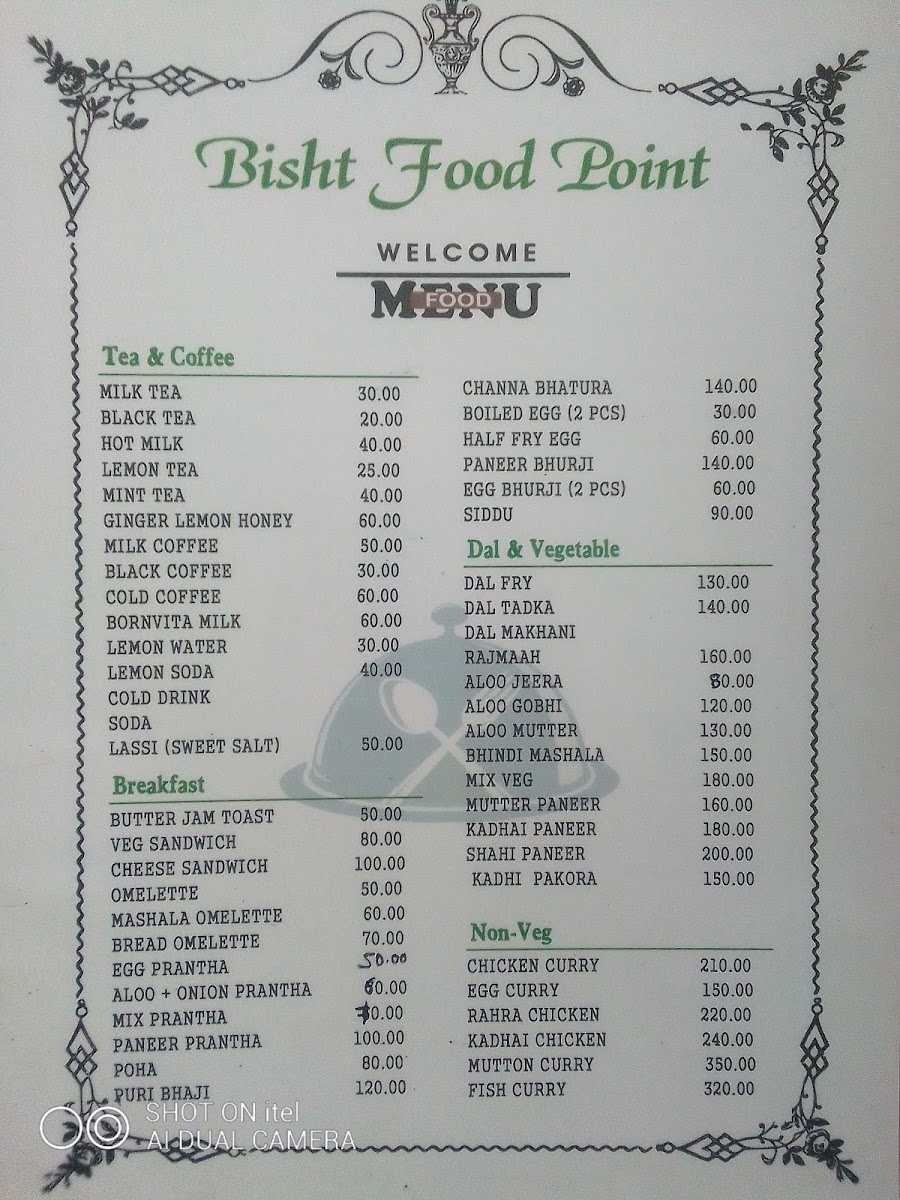 Bisht Food Point
WELCOME
MENU
FOOD
Tea & Coffee
MILK TEA 30.00
BLACK TEA 20.00
HOT MILK 40.00
LEMON TEA 25.00
MINT TEA 40.00
GINGER LEMON HONEY 60.00
MILK COFFEE 50.00
BLACK COFFEE 30.00
COLD COFFEE 60.00
BORNVITA MILK 60.00
LEMON WATER 30.00
LEMON SODA 40.00
COLD DRINK
SODA
LASSI (SWEET SALT) 50.00
Breakfast
BUTTER JAM TOAST 50.00
VEG SANDWICH 80.00
CHEESE SANDWICH 100.00
OMELETTE 50.00
MASHALA OMELETTE 60.00
BREAD OMELETTE 70.00
EGG PRANTHA 50.00
ALOO + ONION PRANTHA 60.00
MIX PRANTHA 70.00
PANEER PRANTHA 100.00
POHA 80.00
PURI BHAJI 120.00
CHANNA BHATURA 140.00
BOILED EGG (2 PCS) 30.00
HALF FRY EGG 60.00
PANEER BHURJI 140.00
EGG BHURJI (2 PCS) 60.00
SIDDU 90.00
Dal & Vegetable
DAL FRY 130.00
DAL TADKA 140.00
DAL MAKHANI
RAJMAAH 160.00
ALOO JEERA 80.00
ALOO GOBHI 120.00
ALOO MUTTER 130.00
BHINDI MASHALA 150.00
MIX VEG 180.00
MUTTER PANEER 160.00
KADHAI PANEER 180.00
SHAHI PANEER 200.00
KADHI PAKORA 150.00
Non-Veg
CHICKEN CURRY 210.00
EGG CURRY 150.00
RAHRA CHICKEN 220.00
KADHAI CHICKEN 240.00
MUTTON CURRY 350.00
FISH CURRY 320.00
SHOT ON itel
AI DUAL CAMERA